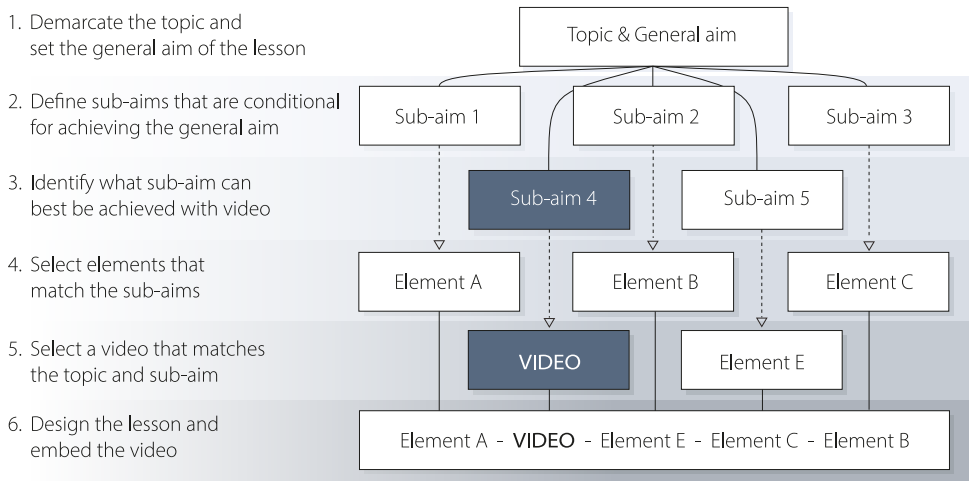 1. Demarcate the topic and
set the general aim of the lesson
Topic & General aim
2. Define sub-aims that are conditional
for achieving the general aim
Sub-aim 1
Sub-aim 2
Sub-aim 3
3. Identify what sub-aim can
best be achieved with video
Sub-aim 4
Sub-aim 5
4. Select elements that
match the sub-aims
Element A
Element B
Element C
5. Select a video that matches
the topic and sub-aim
VIDEO
Element E
6. Design the lesson and
embed the video
Element A - VIDEO - Element E - Element C - Element B